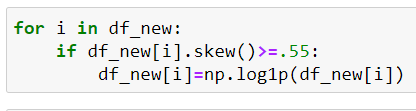 for i in df_new:
    if df_new[i].skew()>=.55:
        df_new[i]=np.log1p(df_new[i])